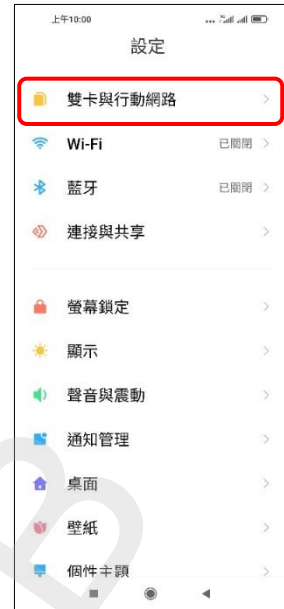 上午10:00
設定
雙卡與行動網路
Wi-Fi 已關閉
藍牙 已關閉
連接與共享
螢幕鎖定
顯示
聲音與震動
通知管理
桌面
壁紙
個性主題